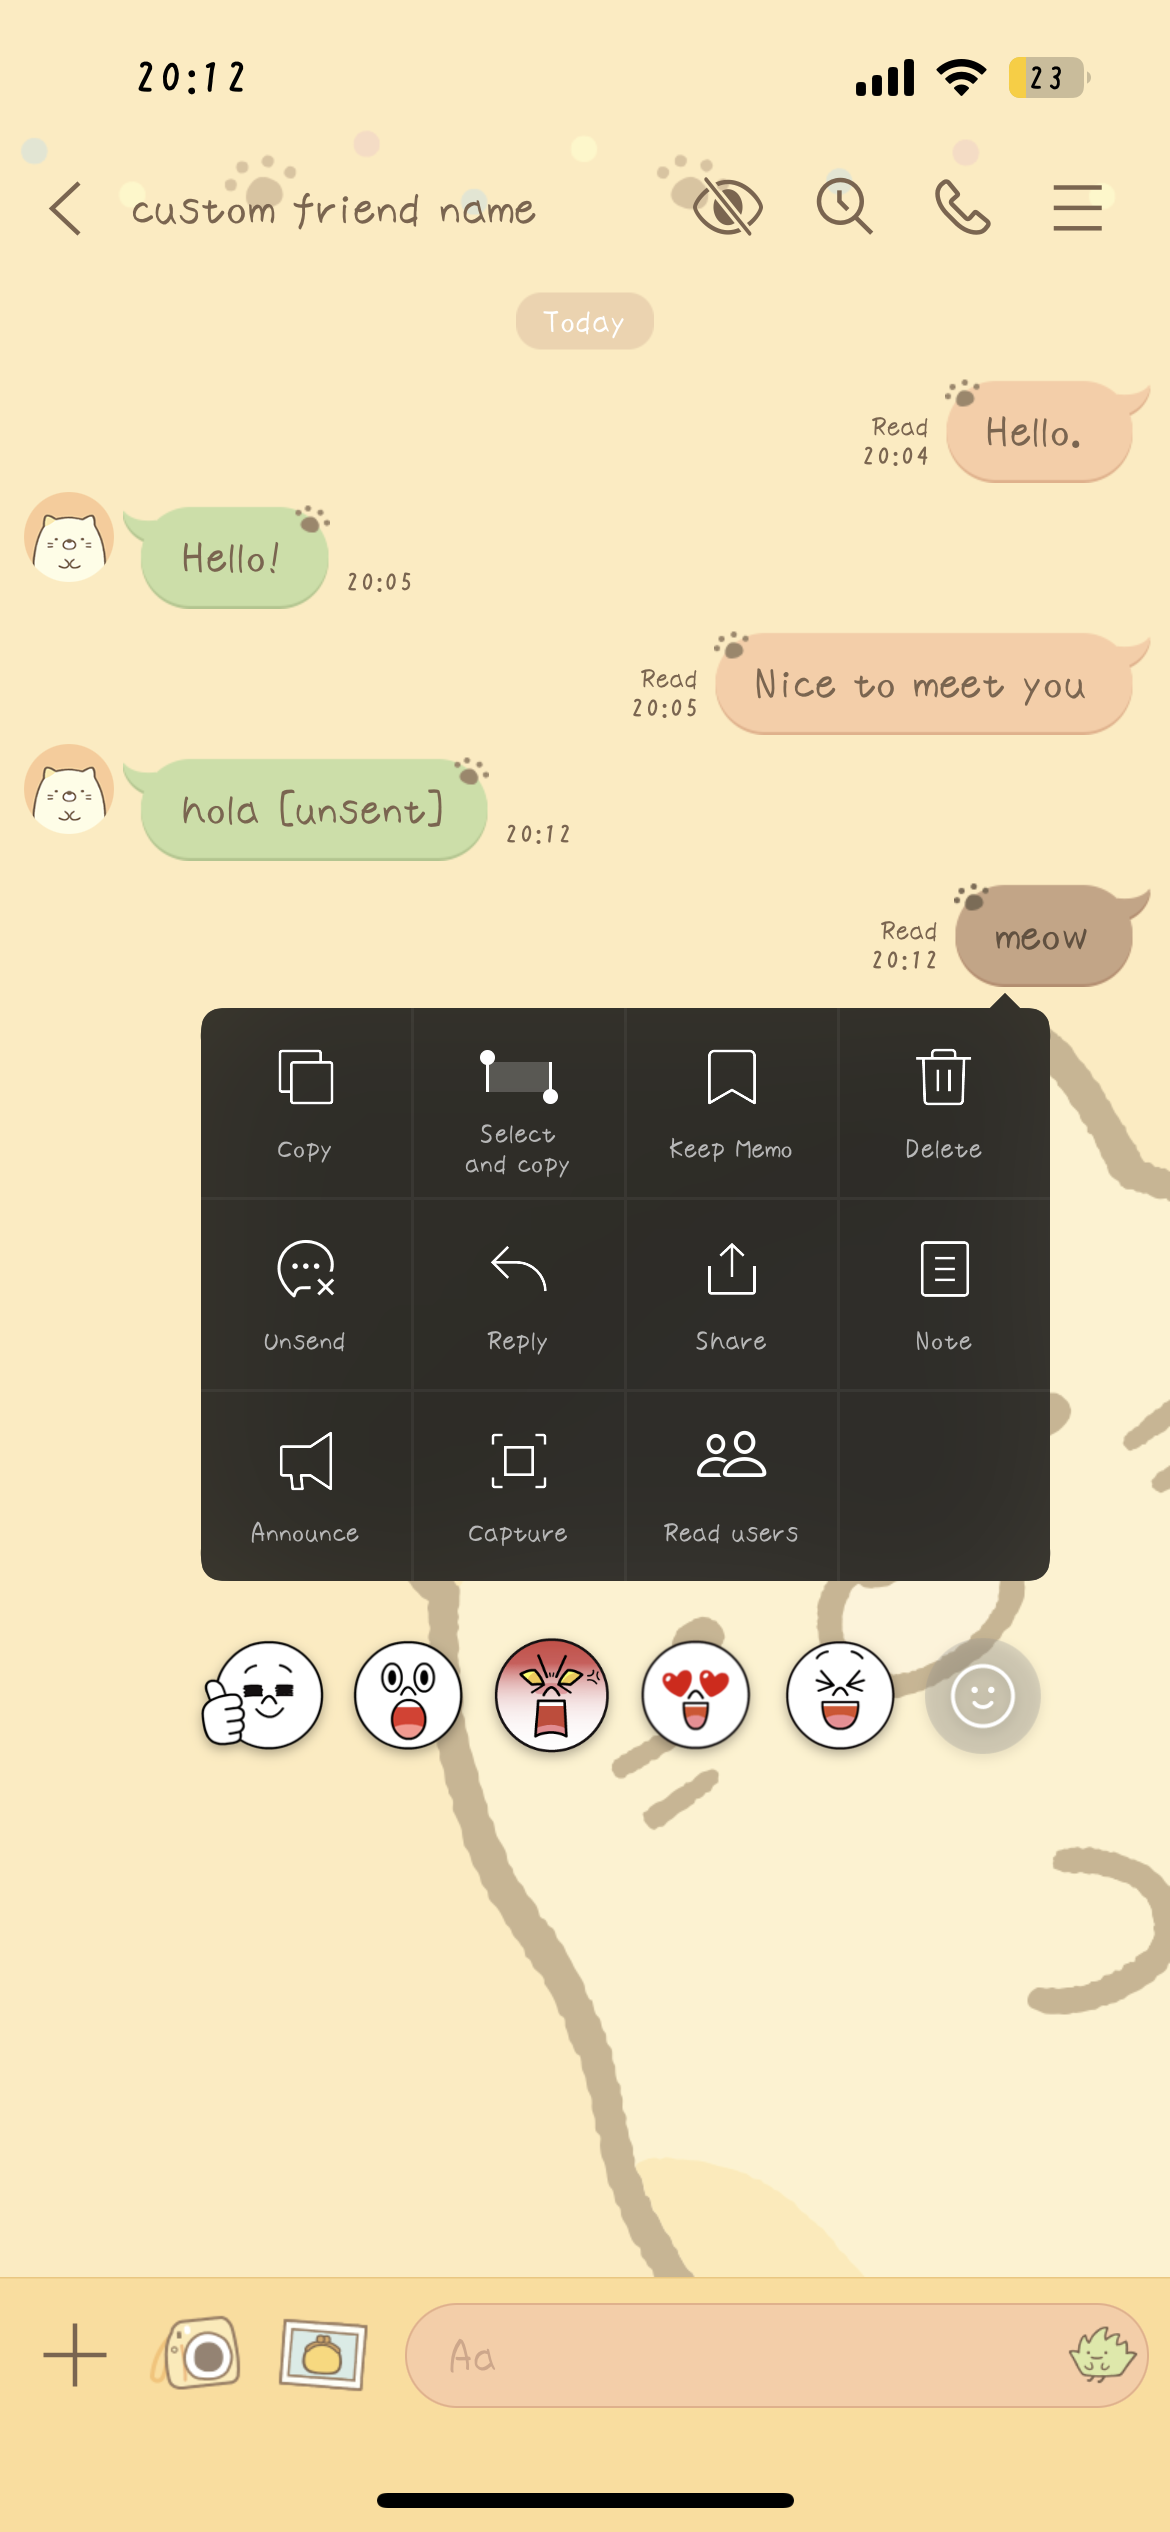 20:12
23
custom friend name
Today
Read
20:04
Hello.
Hello!
20:05
Read
20:05
Nice to meet you
hola [unsent]
20:12
Read
20:12
meow
Copy
Select
and copy
Keep Memo
Delete
Unsend
Reply
Share
Note
Announce
Capture
Read users
Aa